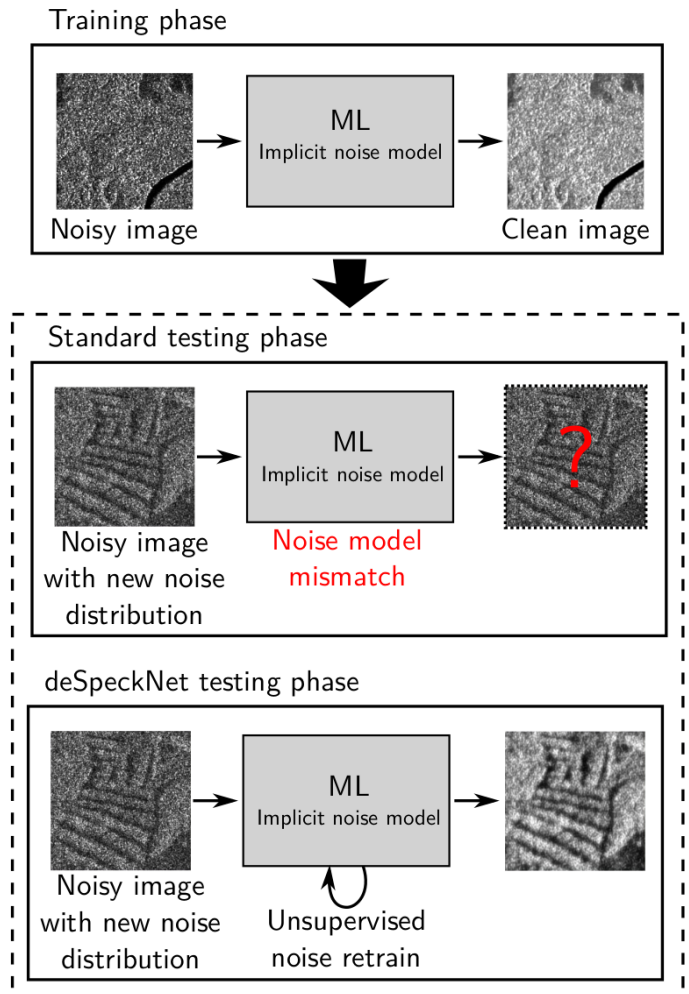 Training phase
ML
Implicit noise model
Noisy image
Clean image
Standard testing phase
ML
Implicit noise model
?
Noisy image
with new noise
distribution
Noise model
mismatch
deSpeckNet testing phase
ML
Implicit noise model
Noisy image
with new noise
distribution
Unsupervised
noise retrain